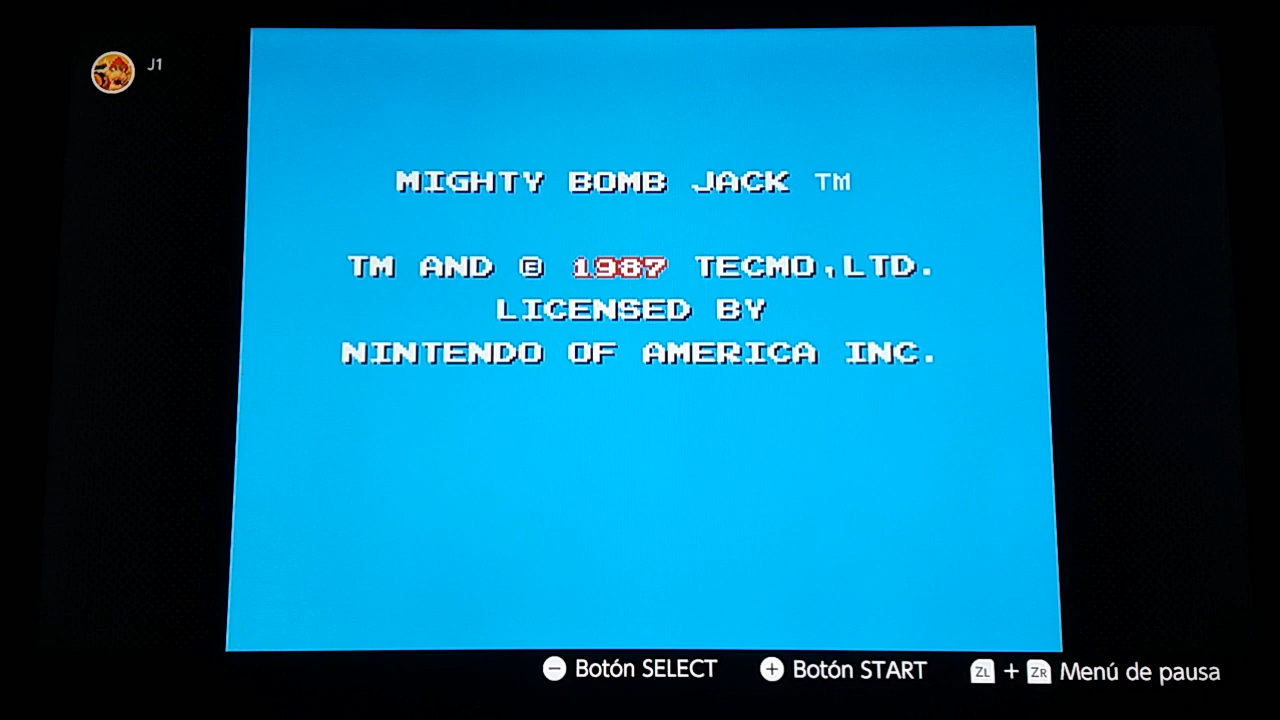 J1
MIGHTY BOMB JACK ™
TM AND © 1987 TECMO,LTD.
LICENSED BY
NINTENDO OF AMERICA INC.
Botón SELECT Botón START ZL + ZR Menú de pausa